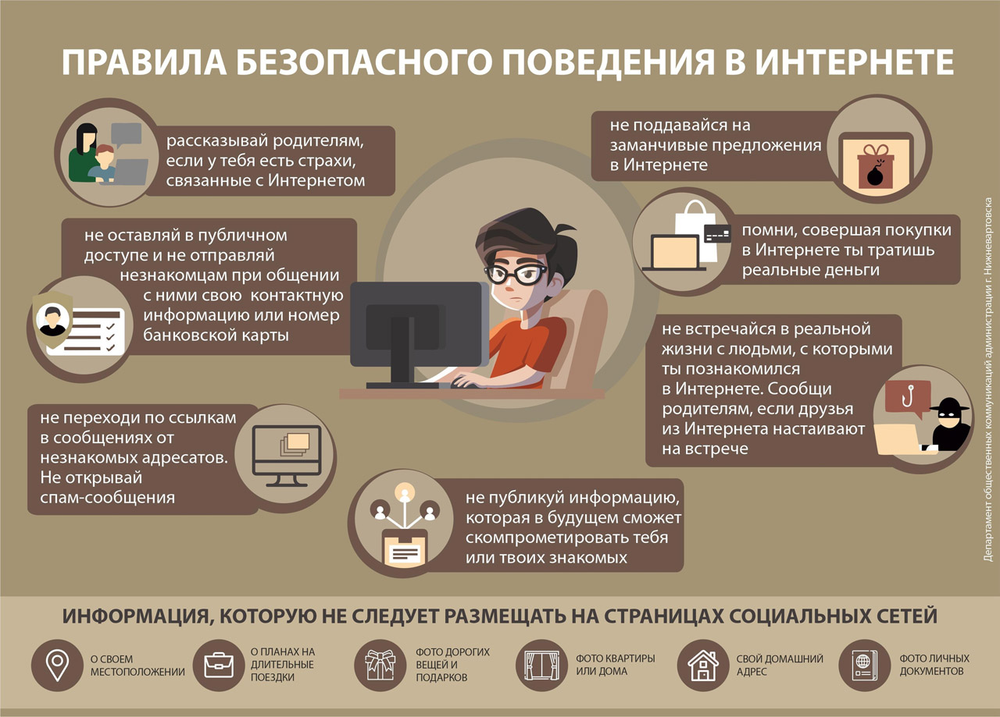 ПРАВИЛА БЕЗОПАСНОГО ПОВЕДЕНИЯ В ИНТЕРНЕТЕ
рассказывай родителям,
если у тебя есть страхи,
связанные с Интернетом
не поддавайся на
заманчивые предложения
в Интернете
не оставляй в публичном
доступе и не отправляй
незнакомцам при общении
с ними свою контактную
информацию или номер
банковской карты
помни, совершая покупки
в Интернете ты тратишь
реальные деньги
не встречайся в реальной
жизни с людьми, с которыми
ты познакомился
в Интернете. Сообщи
родителям, если друзья
из Интернета настаивают
на встрече
не переходи по ссылкам
в сообщениях от
незнакомых адресатов.
Не открывай
спам-сообщения
не публикуй информацию,
которая в будущем сможет
скомпрометировать тебя
или твоих знакомых
Департамент общественных коммуникаций администрации г. Нижневартовска
ИНФОРМАЦИЯ, КОТОРУЮ НЕ СЛЕДУЕТ РАЗМЕЩАТЬ НА СТРАНИЦАХ СОЦИАЛЬНЫХ СЕТЕЙ
О СВОЕМ
МЕСТОПОЛОЖЕНИИ
О ПЛАНАХ НА
ДЛИТЕЛЬНЫЕ
ПОЕЗДКИ
ФОТО ДОРОГИХ
ВЕЩЕЙ И
ПОДАРКОВ
ФОТО КВАРТИРЫ
ИЛИ ДОМА
СВОЙ ДОМАШНИЙ
АДРЕС
ФОТО ЛИЧНЫХ
ДОКУМЕНТОВ